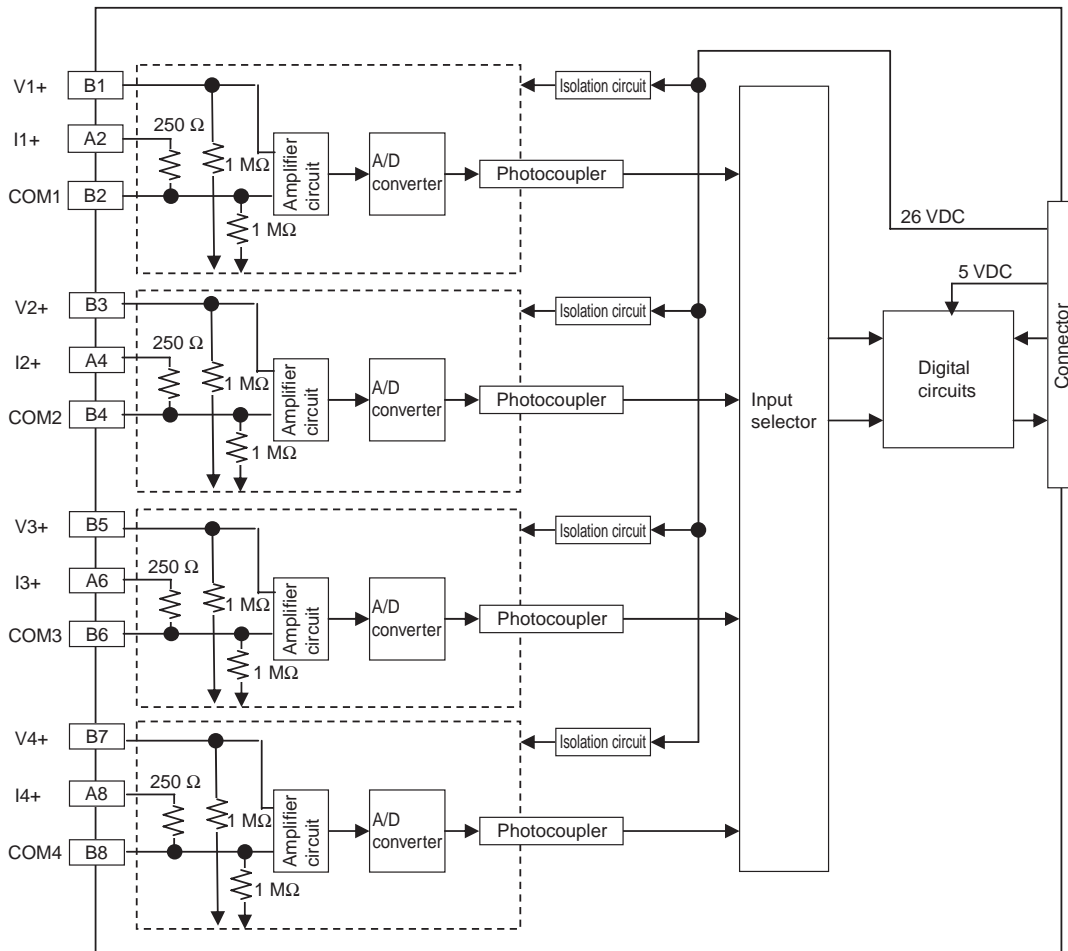 V1+
B1
Isolation circuit
I1+
A2
250 Ω
1 MΩ
Amplifier
circuit
A/D
converter
Photocoupler
COM1
B2
1 MΩ
26 VDC
5 VDC
Connector
V2+
B3
Isolation circuit
I2+
A4
250 Ω
1 MΩ
Amplifier
circuit
A/D
converter
Photocoupler
COM2
B4
1 MΩ
Input
selector
Digital
circuits
V3+
B5
Isolation circuit
I3+
A6
250 Ω
1 MΩ
Amplifier
circuit
A/D
converter
Photocoupler
COM3
B6
1 MΩ
V4+
B7
Isolation circuit
I4+
A8
250 Ω
1 MΩ
Amplifier
circuit
A/D
converter
Photocoupler
COM4
B8
1 MΩ